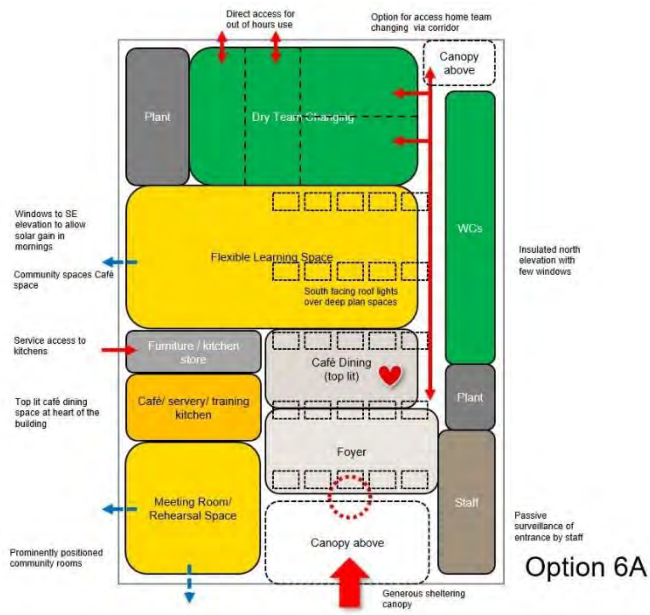 Direct access for
out of hours use
Option for access home team
changing via corridor
Canopy
above
Plant
Dry Team Changing
WCs
Windows to SE
elevation to allow
solar gain in
mornings
Community spaces Café
space
Flexible Learning Space
South facing roof lights
over deep plan spaces
Insulated north
elevation with
few windows
Service access to
kitchens
Furniture / kitchen
store
Café Dining
(top lit)
Top lit café dining
space at heart of the
building
Café/ servery/ training
kitchen
Plant
Foyer
Meeting Room/
Rehearsal Space
Staff
Passive
surveillance of
entrance by staff
Canopy above
Prominently positioned
community rooms
Generous sheltering
canopy
Option 6A